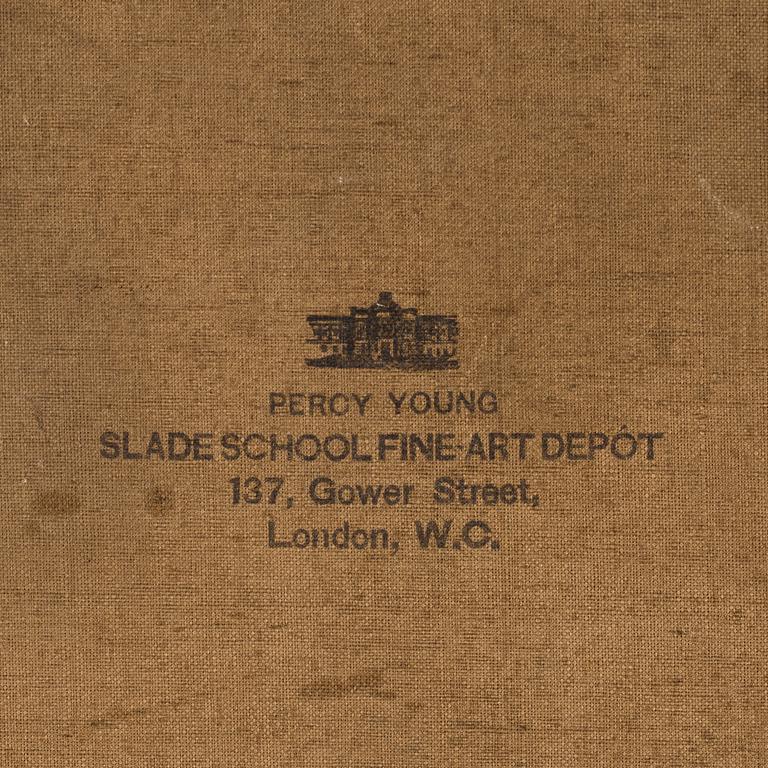 PERCY YOUNG
SLADE SCHOOL FINE-ART DEPÔT
137, Gower Street,
London, W.C.